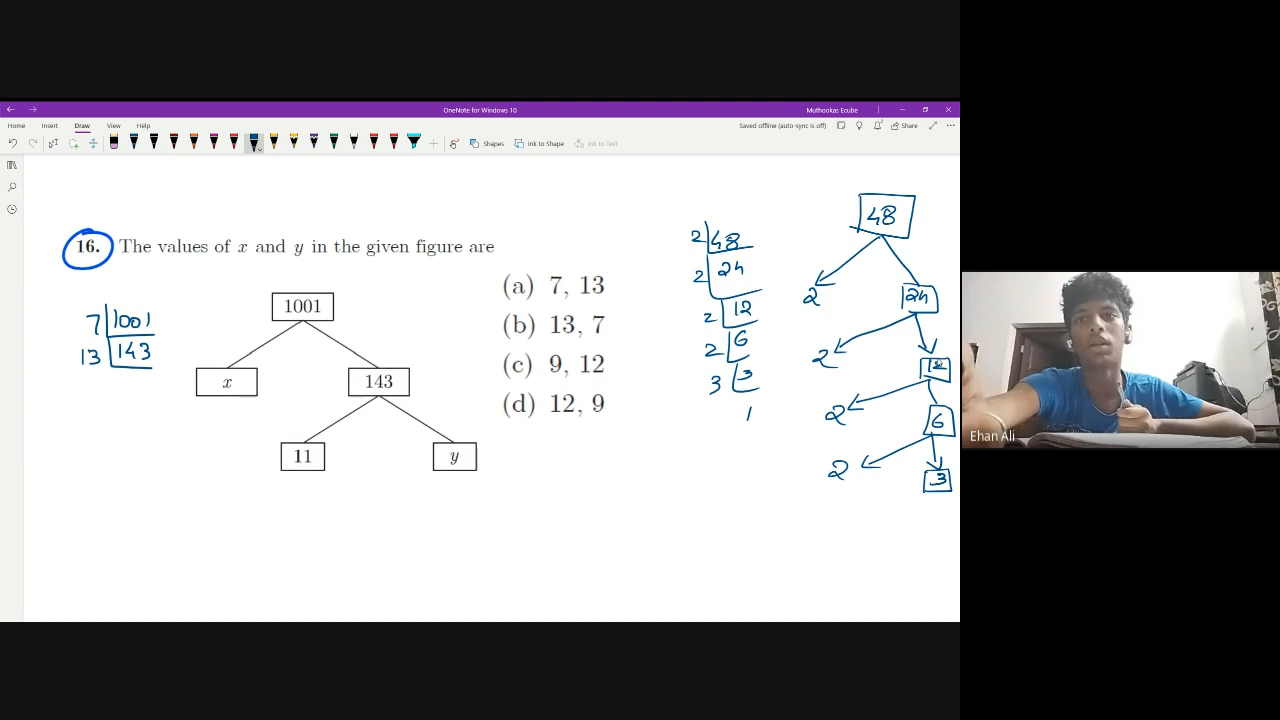 OneNote for Windows 10
Muthookas Ecube
Home Insert Draw View Help
Saved offline (auto-sync is off)
Share
Shapes
Ink to Shape
Ink to Text
16. The values of x and y in the given figure are
1001
x 143
11 y
(a) 7, 13
(b) 13, 7
(c) 9, 12
(d) 12, 9
7 1001
13 143
2 48
2 24
2 12
2 6
3 3
1
48
2 24
2 12
2 6
2 3
Ehan Ali